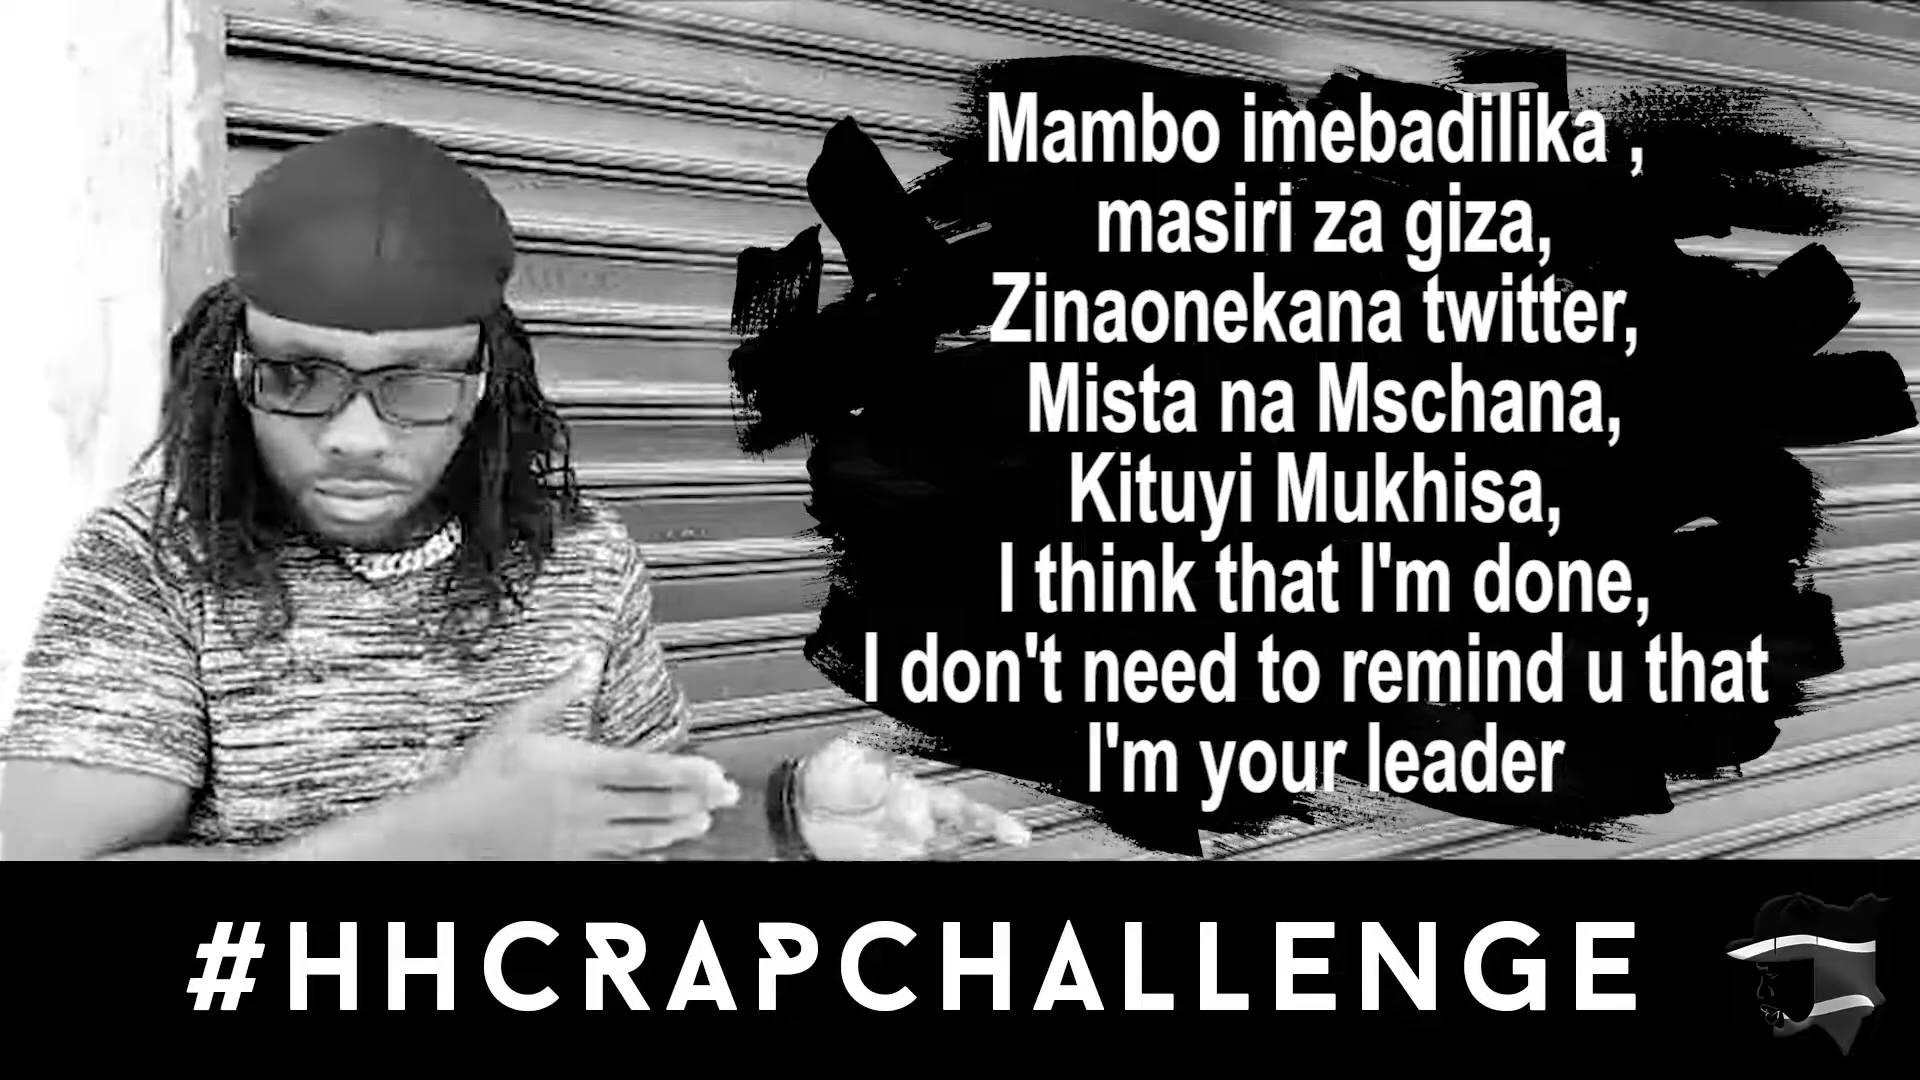 Mambo imebadilika ,
masiri za giza,
Zinaonekana twitter,
Mista na Mschana,
Kituyi Mukhisa,
I think that I'm done,
I don't need to remind u that
I'm your leader
#HHCRAPCHALLENGE